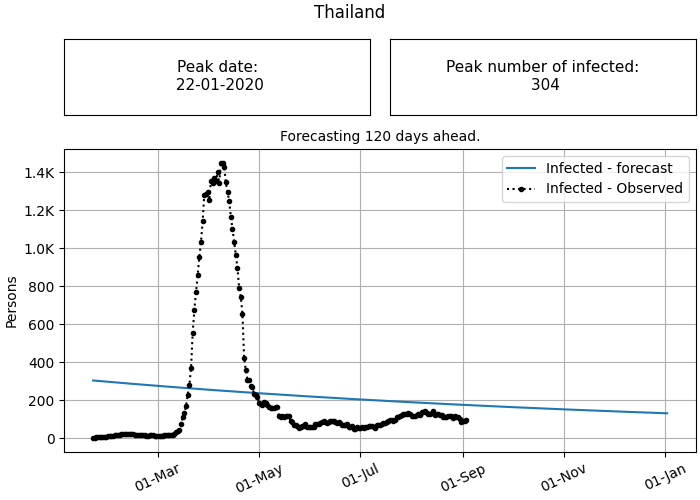 Thailand
Peak date:
22-01-2020
Peak number of infected:
304
Forecasting 120 days ahead.
Infected - forecast
Infected - Observed
1.4K
1.2K
1.0K
800
600
400
200
0
Persons
01-Mar
01-May
01-Jul
01-Sep
01-Nov
01-Jan